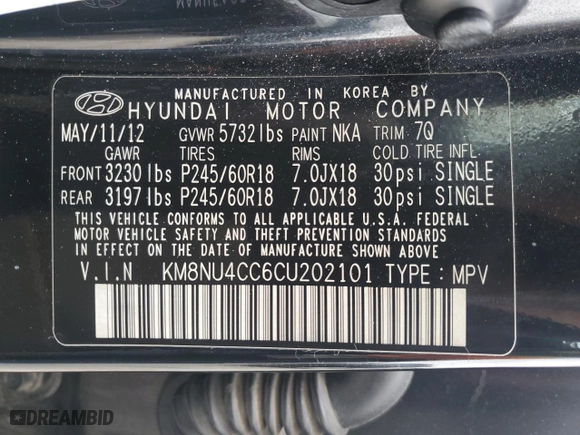 MANUFACTURED IN KOREA BY
HYUNDAI MOTOR COMPANY
MAY/11/12 GVWR 5732lbs PAINT NKA TRIM 7Q
GAWR TIRES RIMS COLD TIRE INFL.
FRONT 3230lbs P245/60R18 7.0JX18 30psi SINGLE
REAR 3197lbs P245/60R18 7.0JX18 30psi SINGLE
THIS VEHICLE CONFORMS TO ALL APPLICABLE U.S.A. FEDERAL
MOTOR VEHICLE SAFETY AND THEFT PREVENTION STANDARDS
IN EFFECT ON THE DATE OF MANUFACTURE SHOWN ABOVE.
V.I.N KM8NU4CC6CU202101 TYPE : MPV
DREAMBID